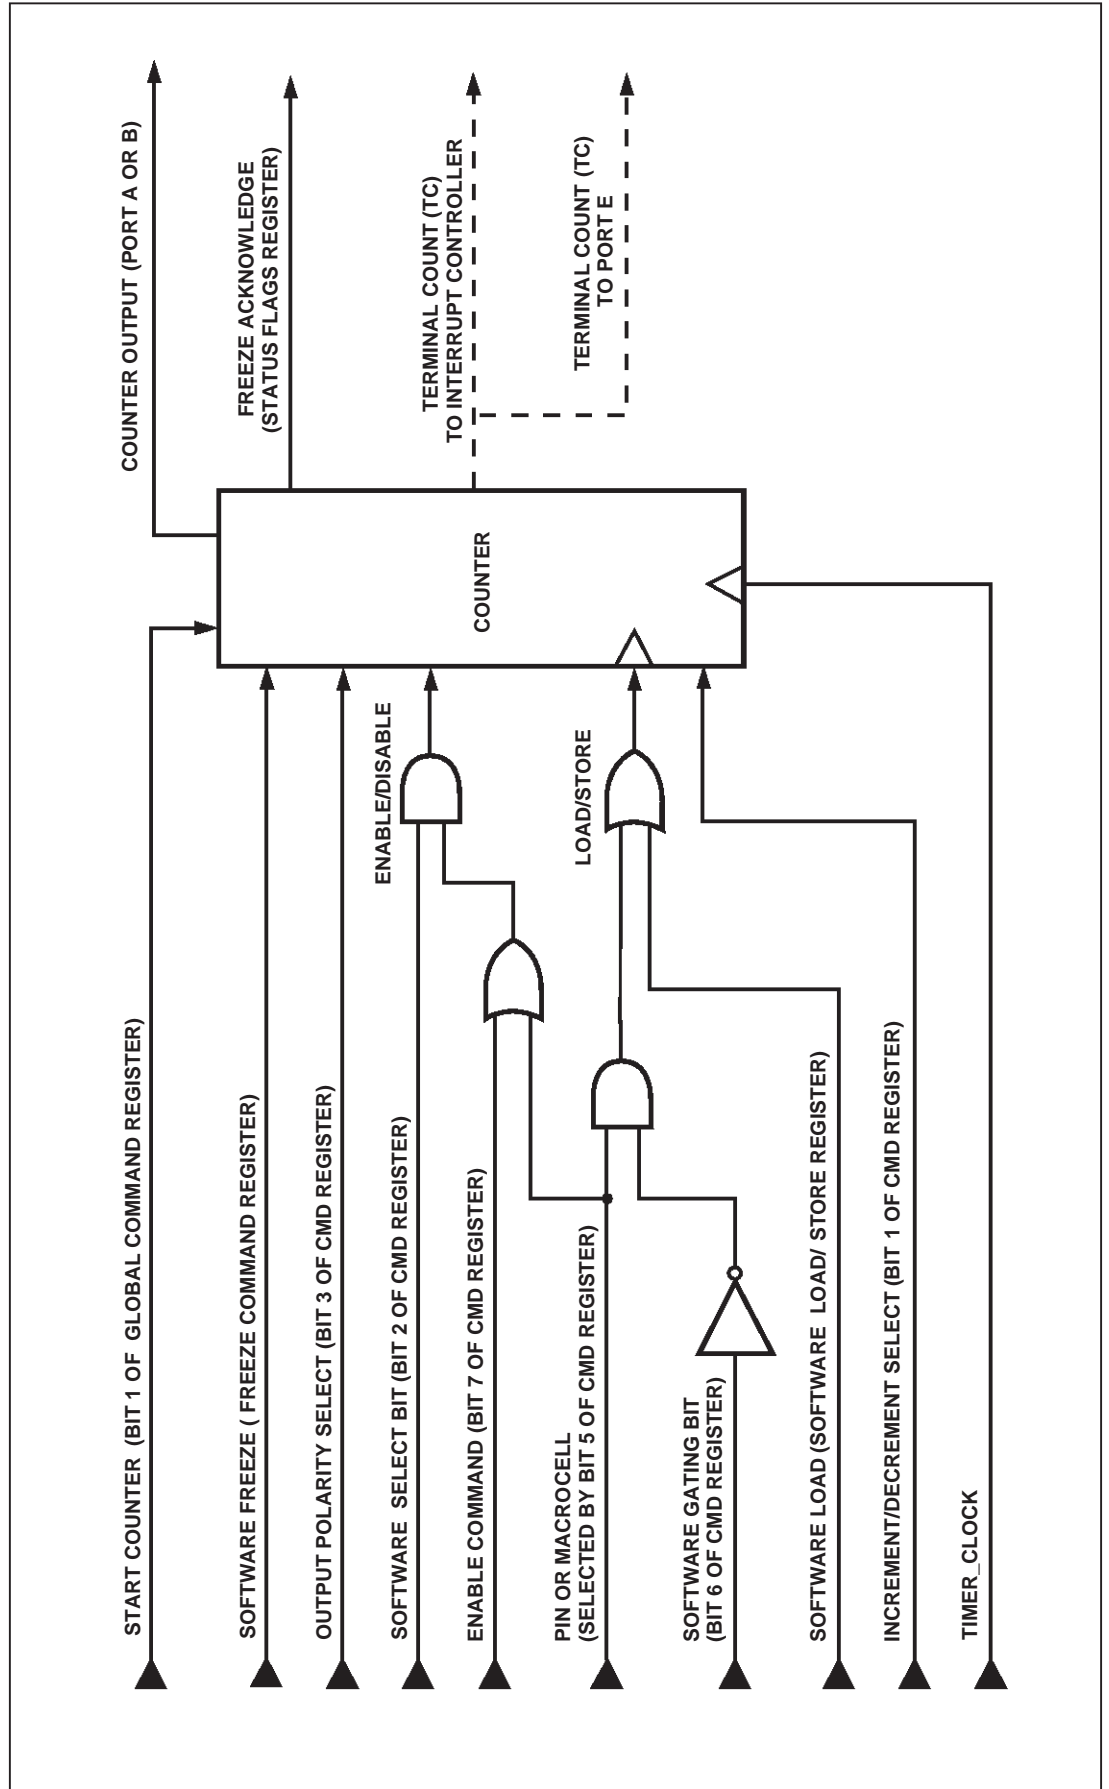 START COUNTER (BIT 1 OF GLOBAL COMMAND REGISTER)
SOFTWARE FREEZE ( FREEZE COMMAND REGISTER)
OUTPUT POLARITY SELECT (BIT 3 OF CMD REGISTER)
SOFTWARE SELECT BIT (BIT 2 OF CMD REGISTER)
ENABLE COMMAND (BIT 7 OF CMD REGISTER)
PIN OR MACROCELL
(SELECTED BY BIT 5 OF CMD REGISTER)
SOFTWARE GATING BIT
(BIT 6 OF CMD REGISTER)
SOFTWARE LOAD (SOFTWARE LOAD/ STORE REGISTER)
INCREMENT/DECREMENT SELECT (BIT 1 OF CMD REGISTER)
TIMER_CLOCK
ENABLE/DISABLE
LOAD/STORE
COUNTER
COUNTER OUTPUT (PORT A OR B)
FREEZE ACKNOWLEDGE
(STATUS FLAGS REGISTER)
TERMINAL COUNT (TC)
TO INTERRUPT CONTROLLER
TERMINAL COUNT (TC)
TO PORT E